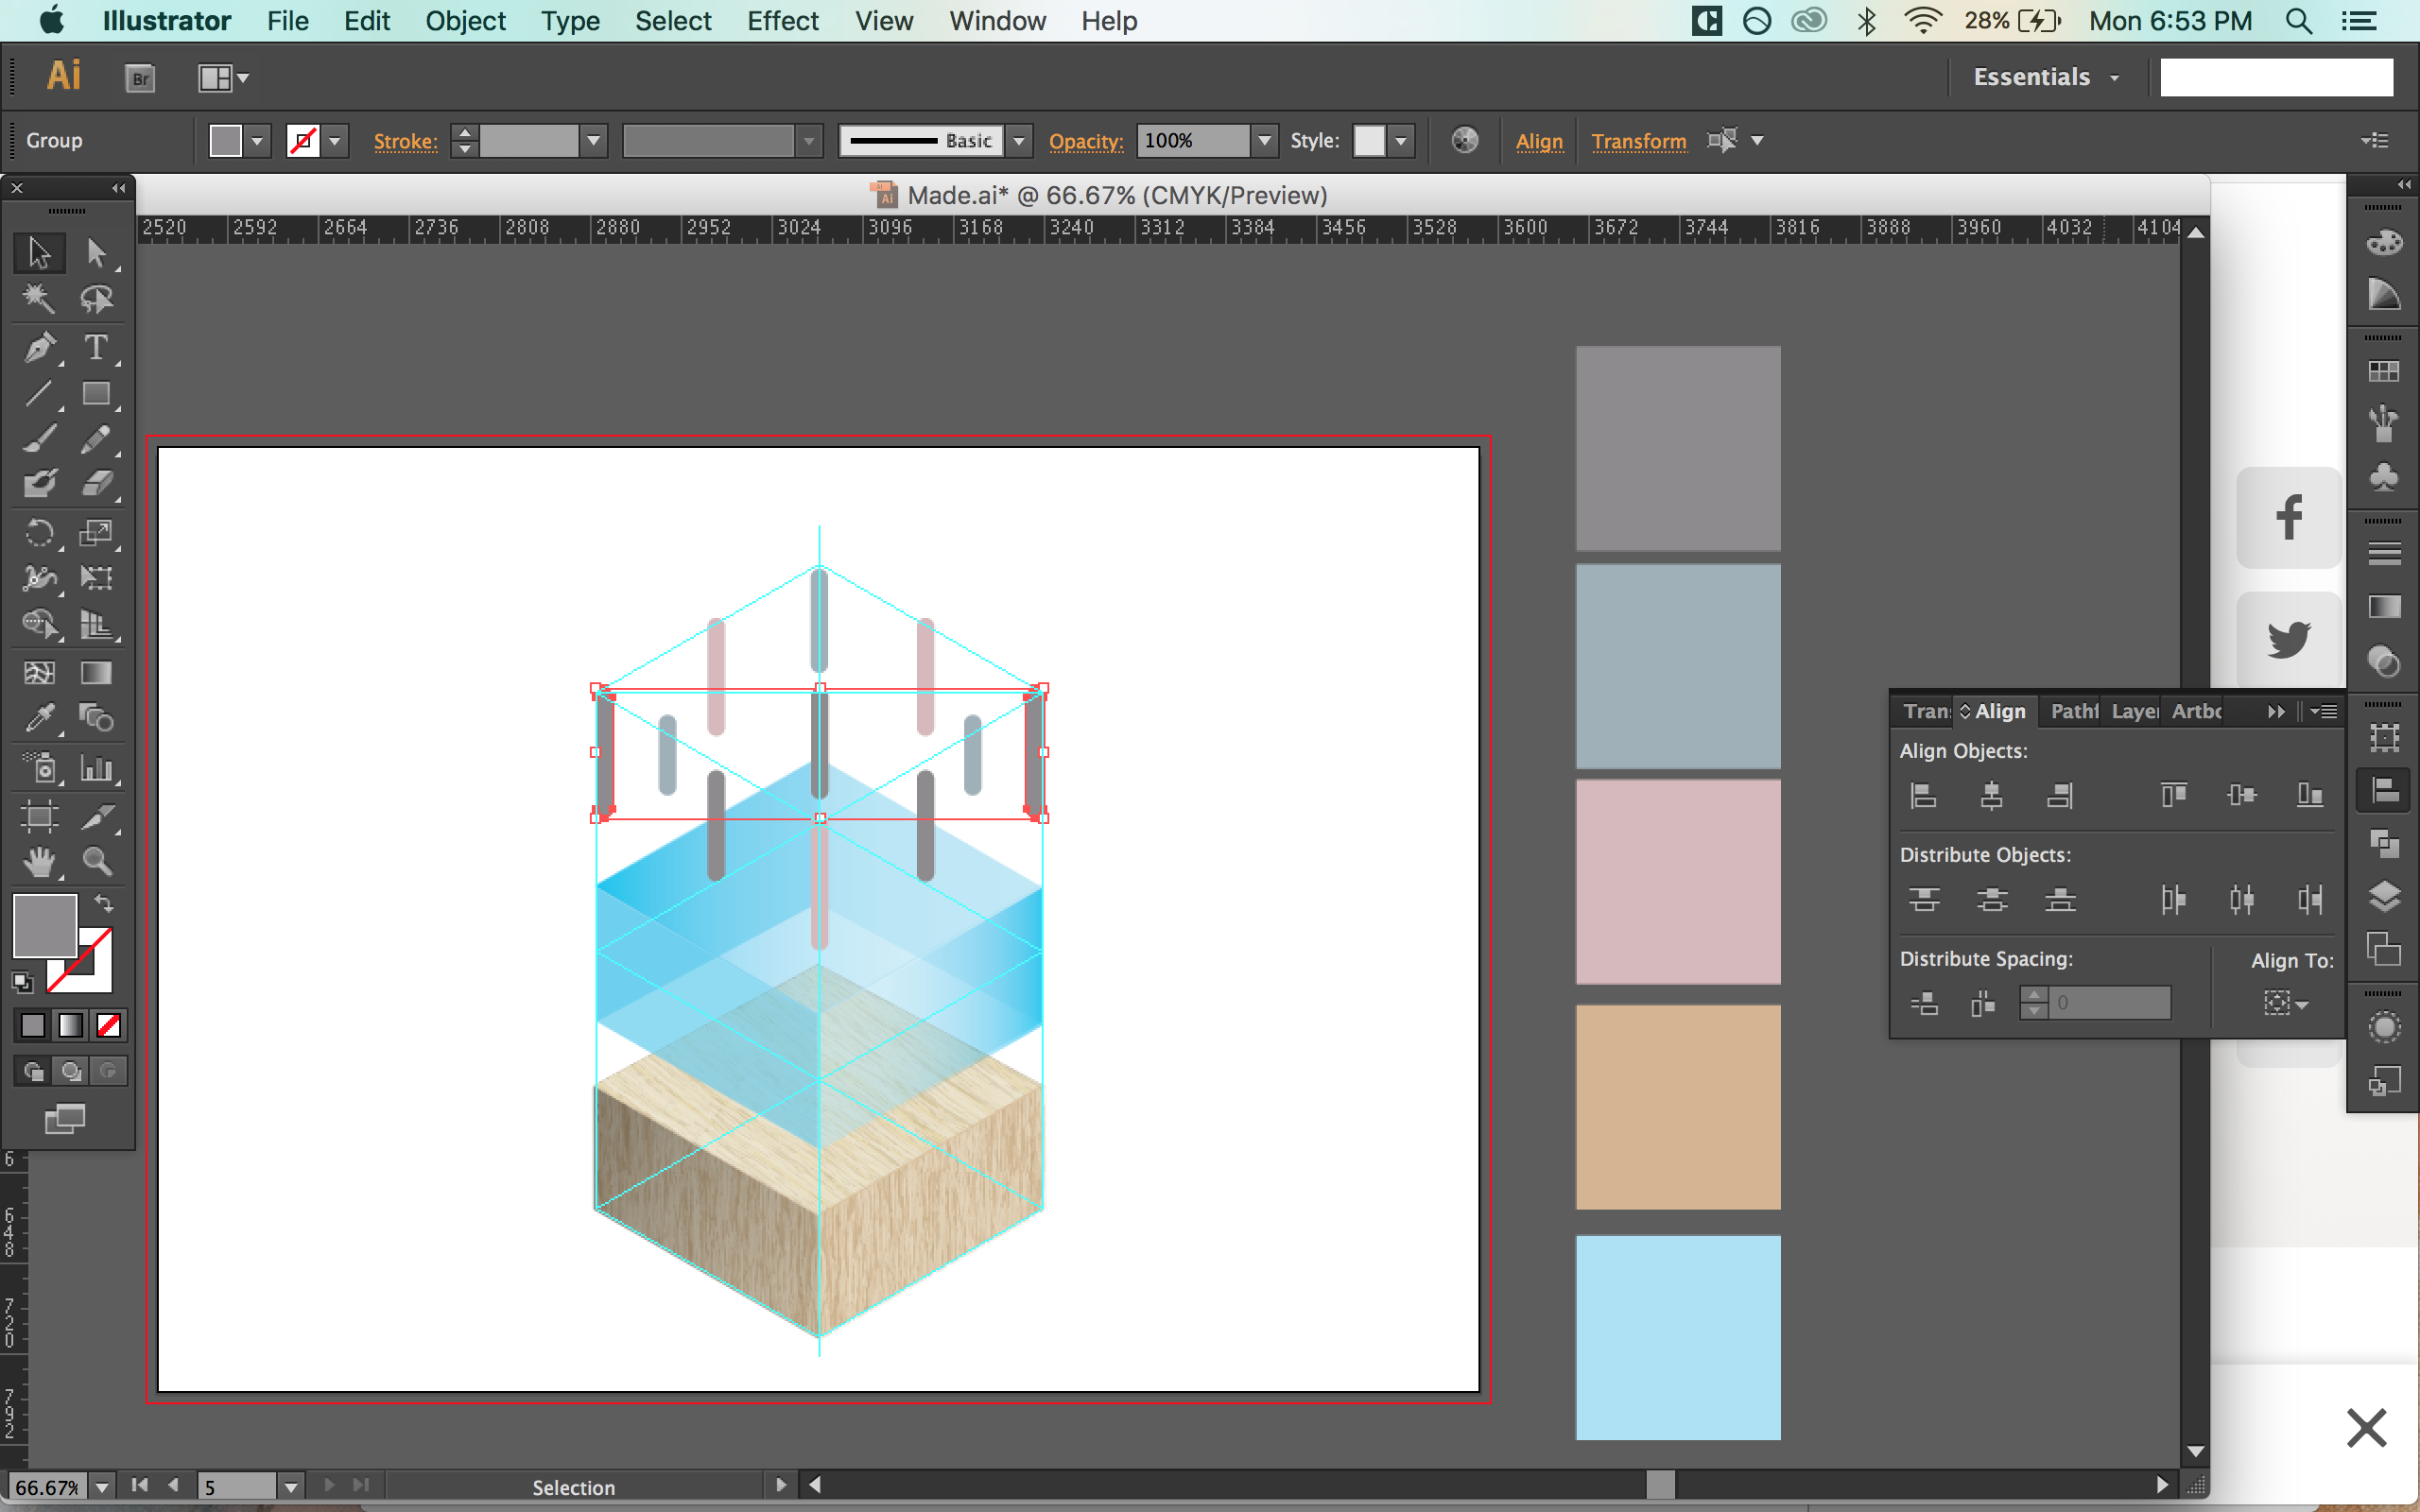 Illustrator File Edit Object Type Select Effect View Window Help 28% Mon 6:53 PM
Ai Br Essentials
Group Stroke: Basic Opacity: 100% Style: Align Transform
Made.ai* @ 66.67% (CMYK/Preview)
2520 2592 2664 2736 2808 2880 2952 3024 3096 3168 3240 3312 3384 3456 3528 3600 3672 3744 3816 3888 3960 4032 4104
Tran Align Pathf Layer Artbo
Align Objects:
Distribute Objects:
Distribute Spacing: Align To:
0
6
648
720
792
66.67% 5 Selection